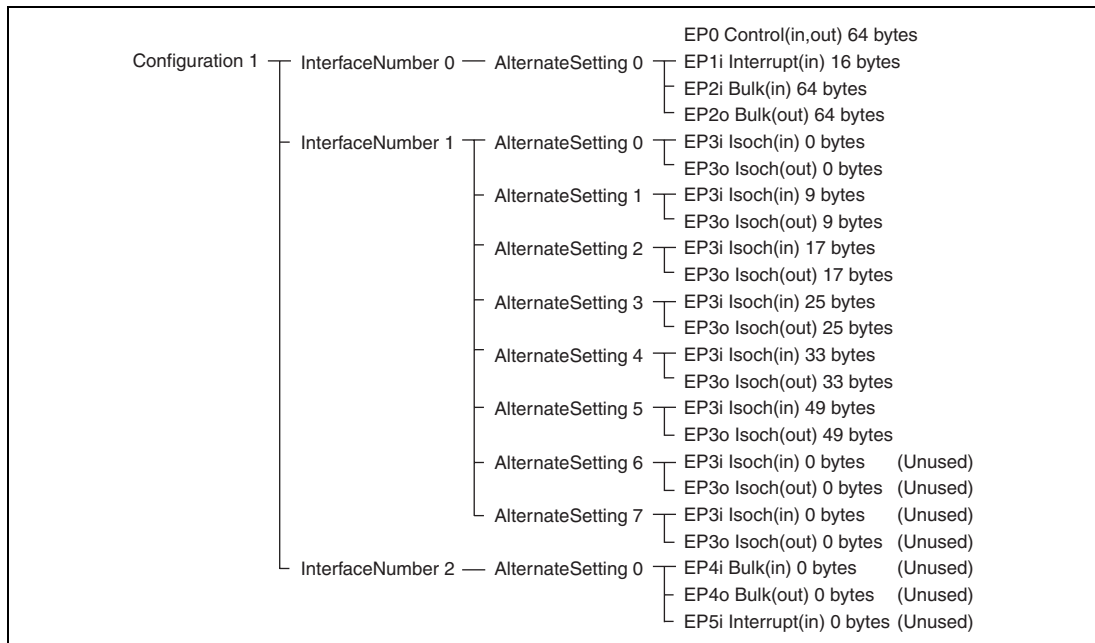 EP0 Control(in,out) 64 bytes
Configuration 1 InterfaceNumber 0 AlternateSetting 0 EP1i Interrupt(in) 16 bytes
EP2i Bulk(in) 64 bytes
EP2o Bulk(out) 64 bytes
InterfaceNumber 1 AlternateSetting 0 EP3i Isoch(in) 0 bytes
EP3o Isoch(out) 0 bytes
AlternateSetting 1 EP3i Isoch(in) 9 bytes
EP3o Isoch(out) 9 bytes
AlternateSetting 2 EP3i Isoch(in) 17 bytes
EP3o Isoch(out) 17 bytes
AlternateSetting 3 EP3i Isoch(in) 25 bytes
EP3o Isoch(out) 25 bytes
AlternateSetting 4 EP3i Isoch(in) 33 bytes
EP3o Isoch(out) 33 bytes
AlternateSetting 5 EP3i Isoch(in) 49 bytes
EP3o Isoch(out) 49 bytes
AlternateSetting 6 EP3i Isoch(in) 0 bytes (Unused)
EP3o Isoch(out) 0 bytes (Unused)
AlternateSetting 7 EP3i Isoch(in) 0 bytes (Unused)
EP3o Isoch(out) 0 bytes (Unused)
InterfaceNumber 2 AlternateSetting 0 EP4i Bulk(in) 0 bytes (Unused)
EP4o Bulk(out) 0 bytes (Unused)
EP5i Interrupt(in) 0 bytes (Unused)